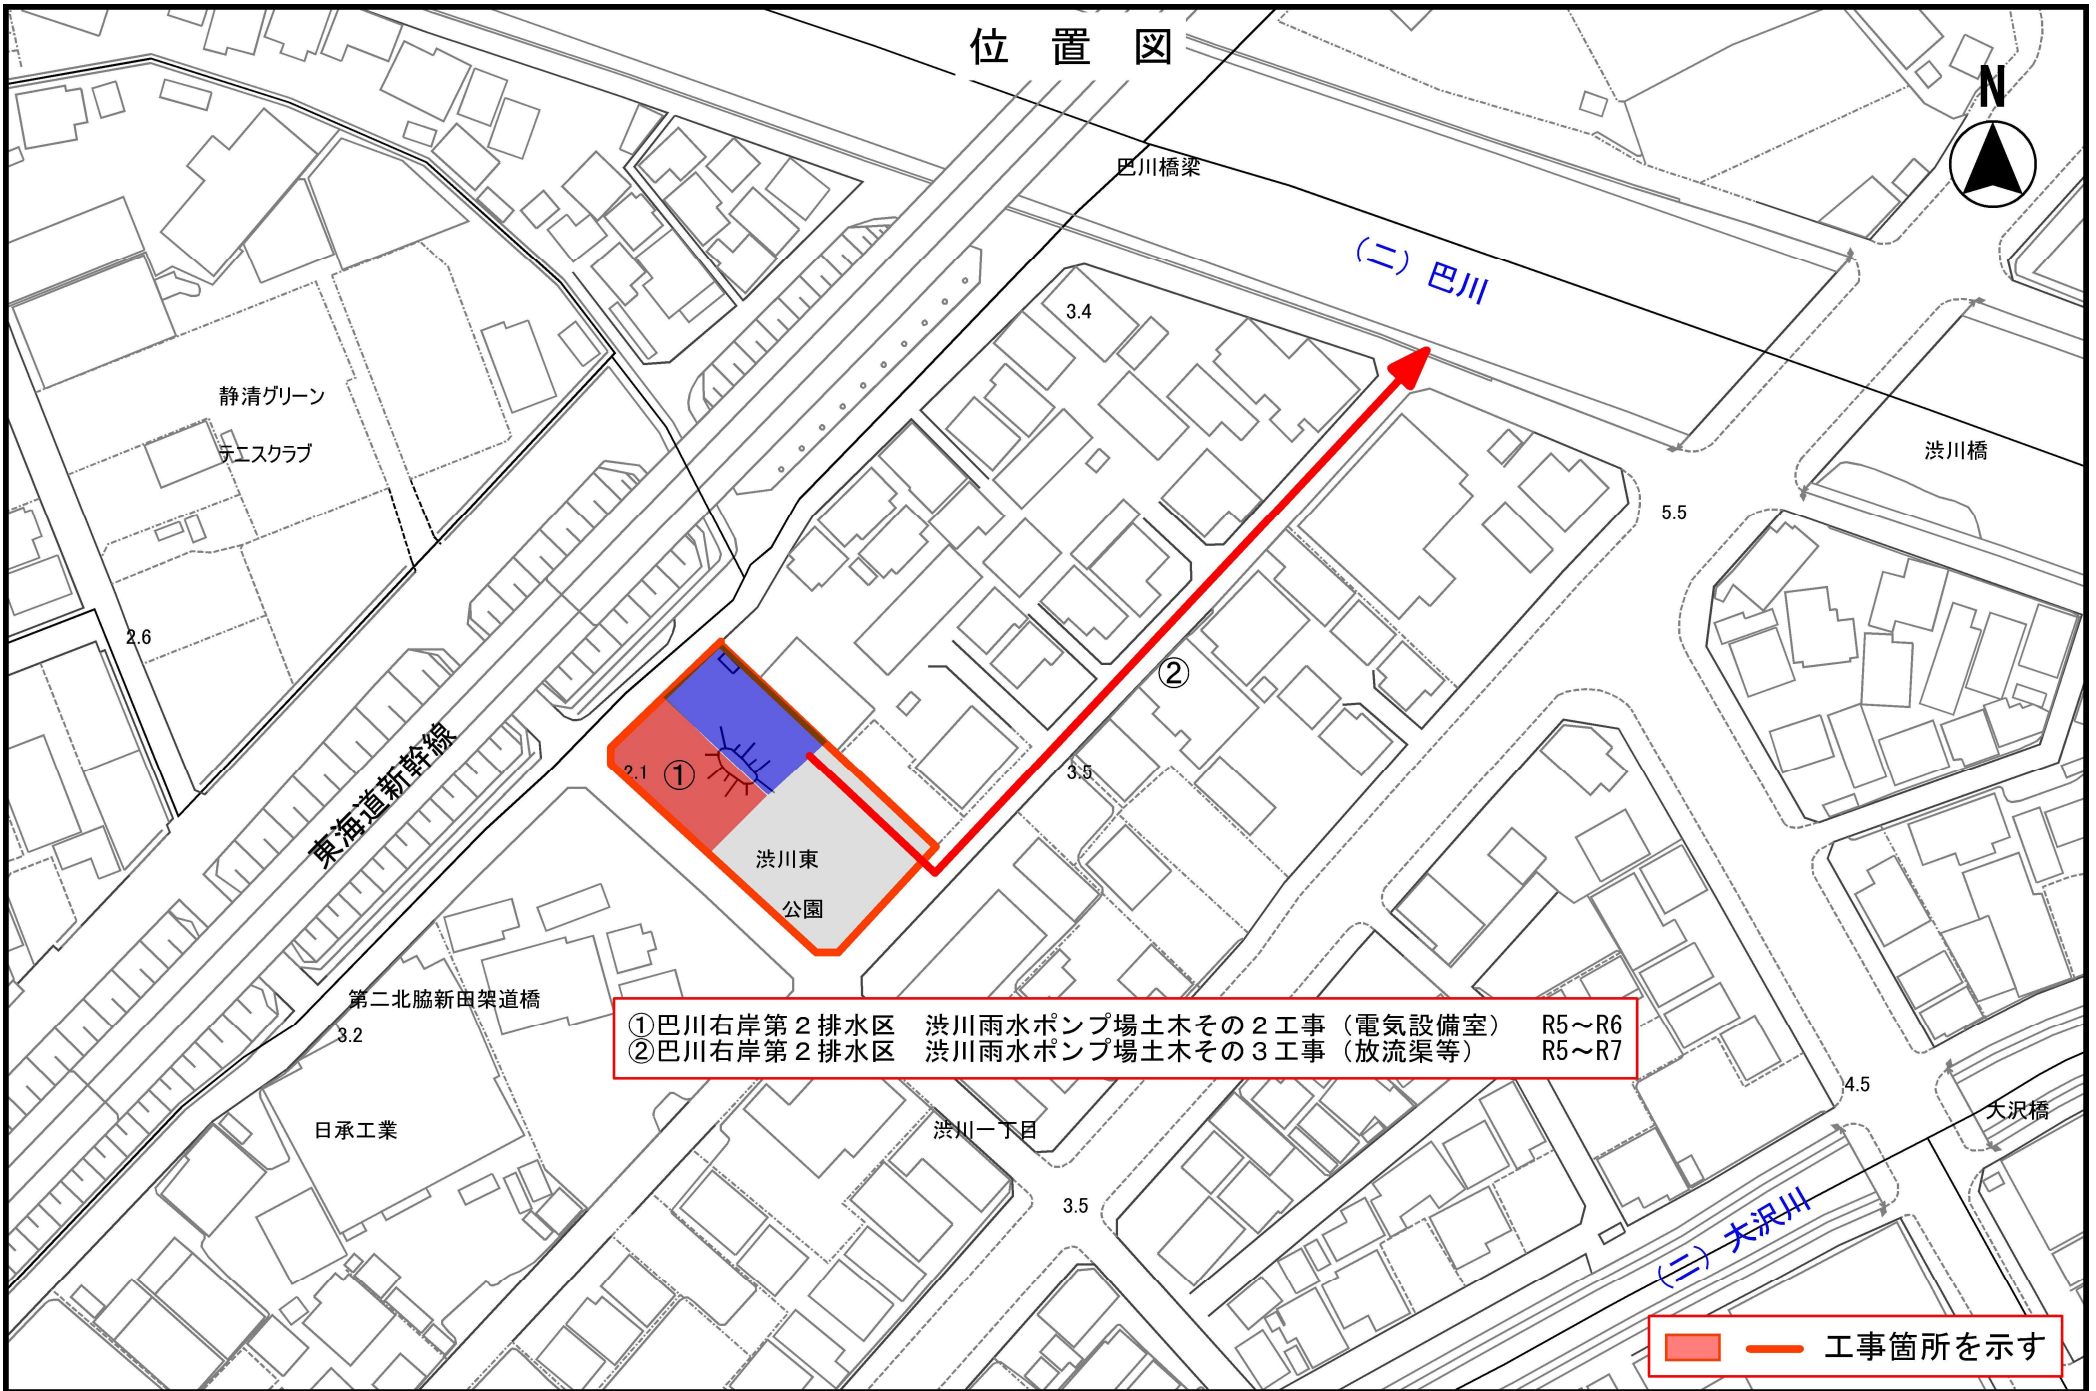 位置図
N
巴川橋梁
(二) 巴川
3.4
静清グリーン
テニスクラブ
渋川橋
5.5
2.6
②
東海道新幹線
2.1
①
3.5
渋川東
公園
第二北脇新田架道橋
3.2
①巴川右岸第２排水区　渋川雨水ポンプ場土木その２工事（電気設備室）　R5～R6
②巴川右岸第２排水区　渋川雨水ポンプ場土木その３工事（放流渠等）　R5～R7
4.5
大沢橋
日承工業
渋川一丁目
3.5
(二) 大沢川
工事箇所を示す